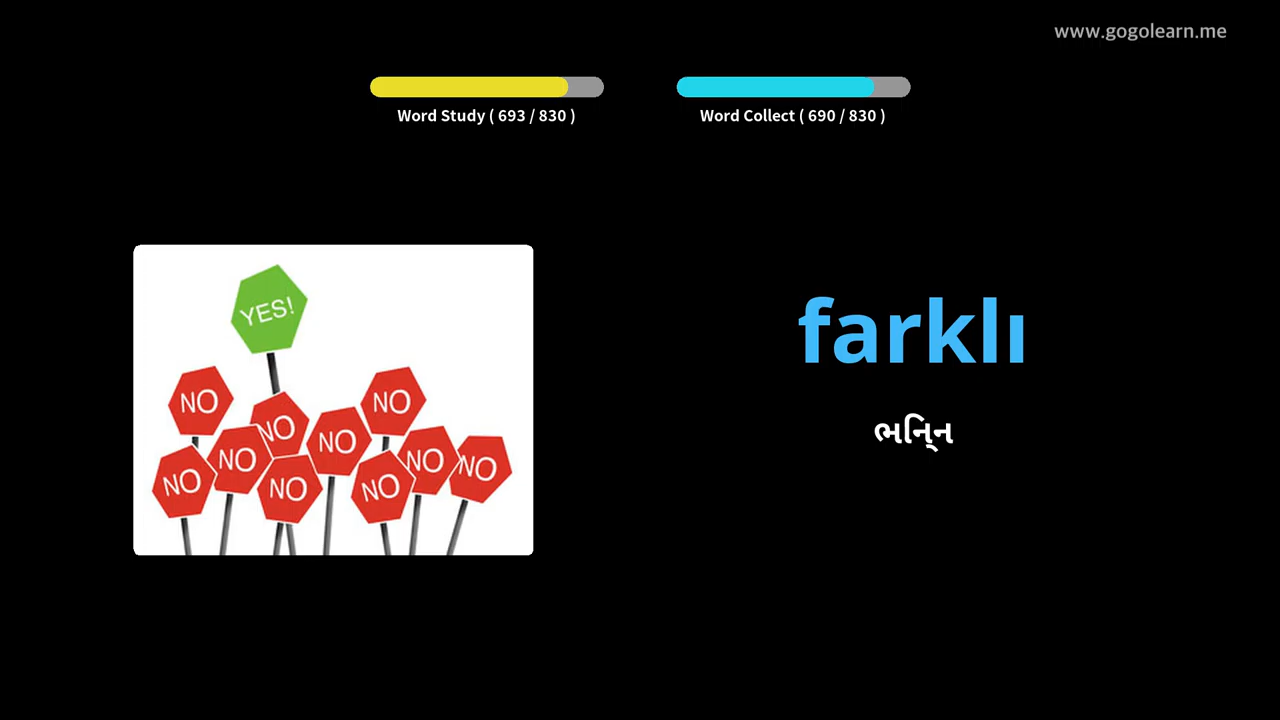 www.gogolearn.me
Word Study ( 693 / 830 )
Word Collect ( 690 / 830 )
YES!
NO
NO
NO
NO
NO
NO
NO
NO
NO
NO
farklı
ભિન્ન